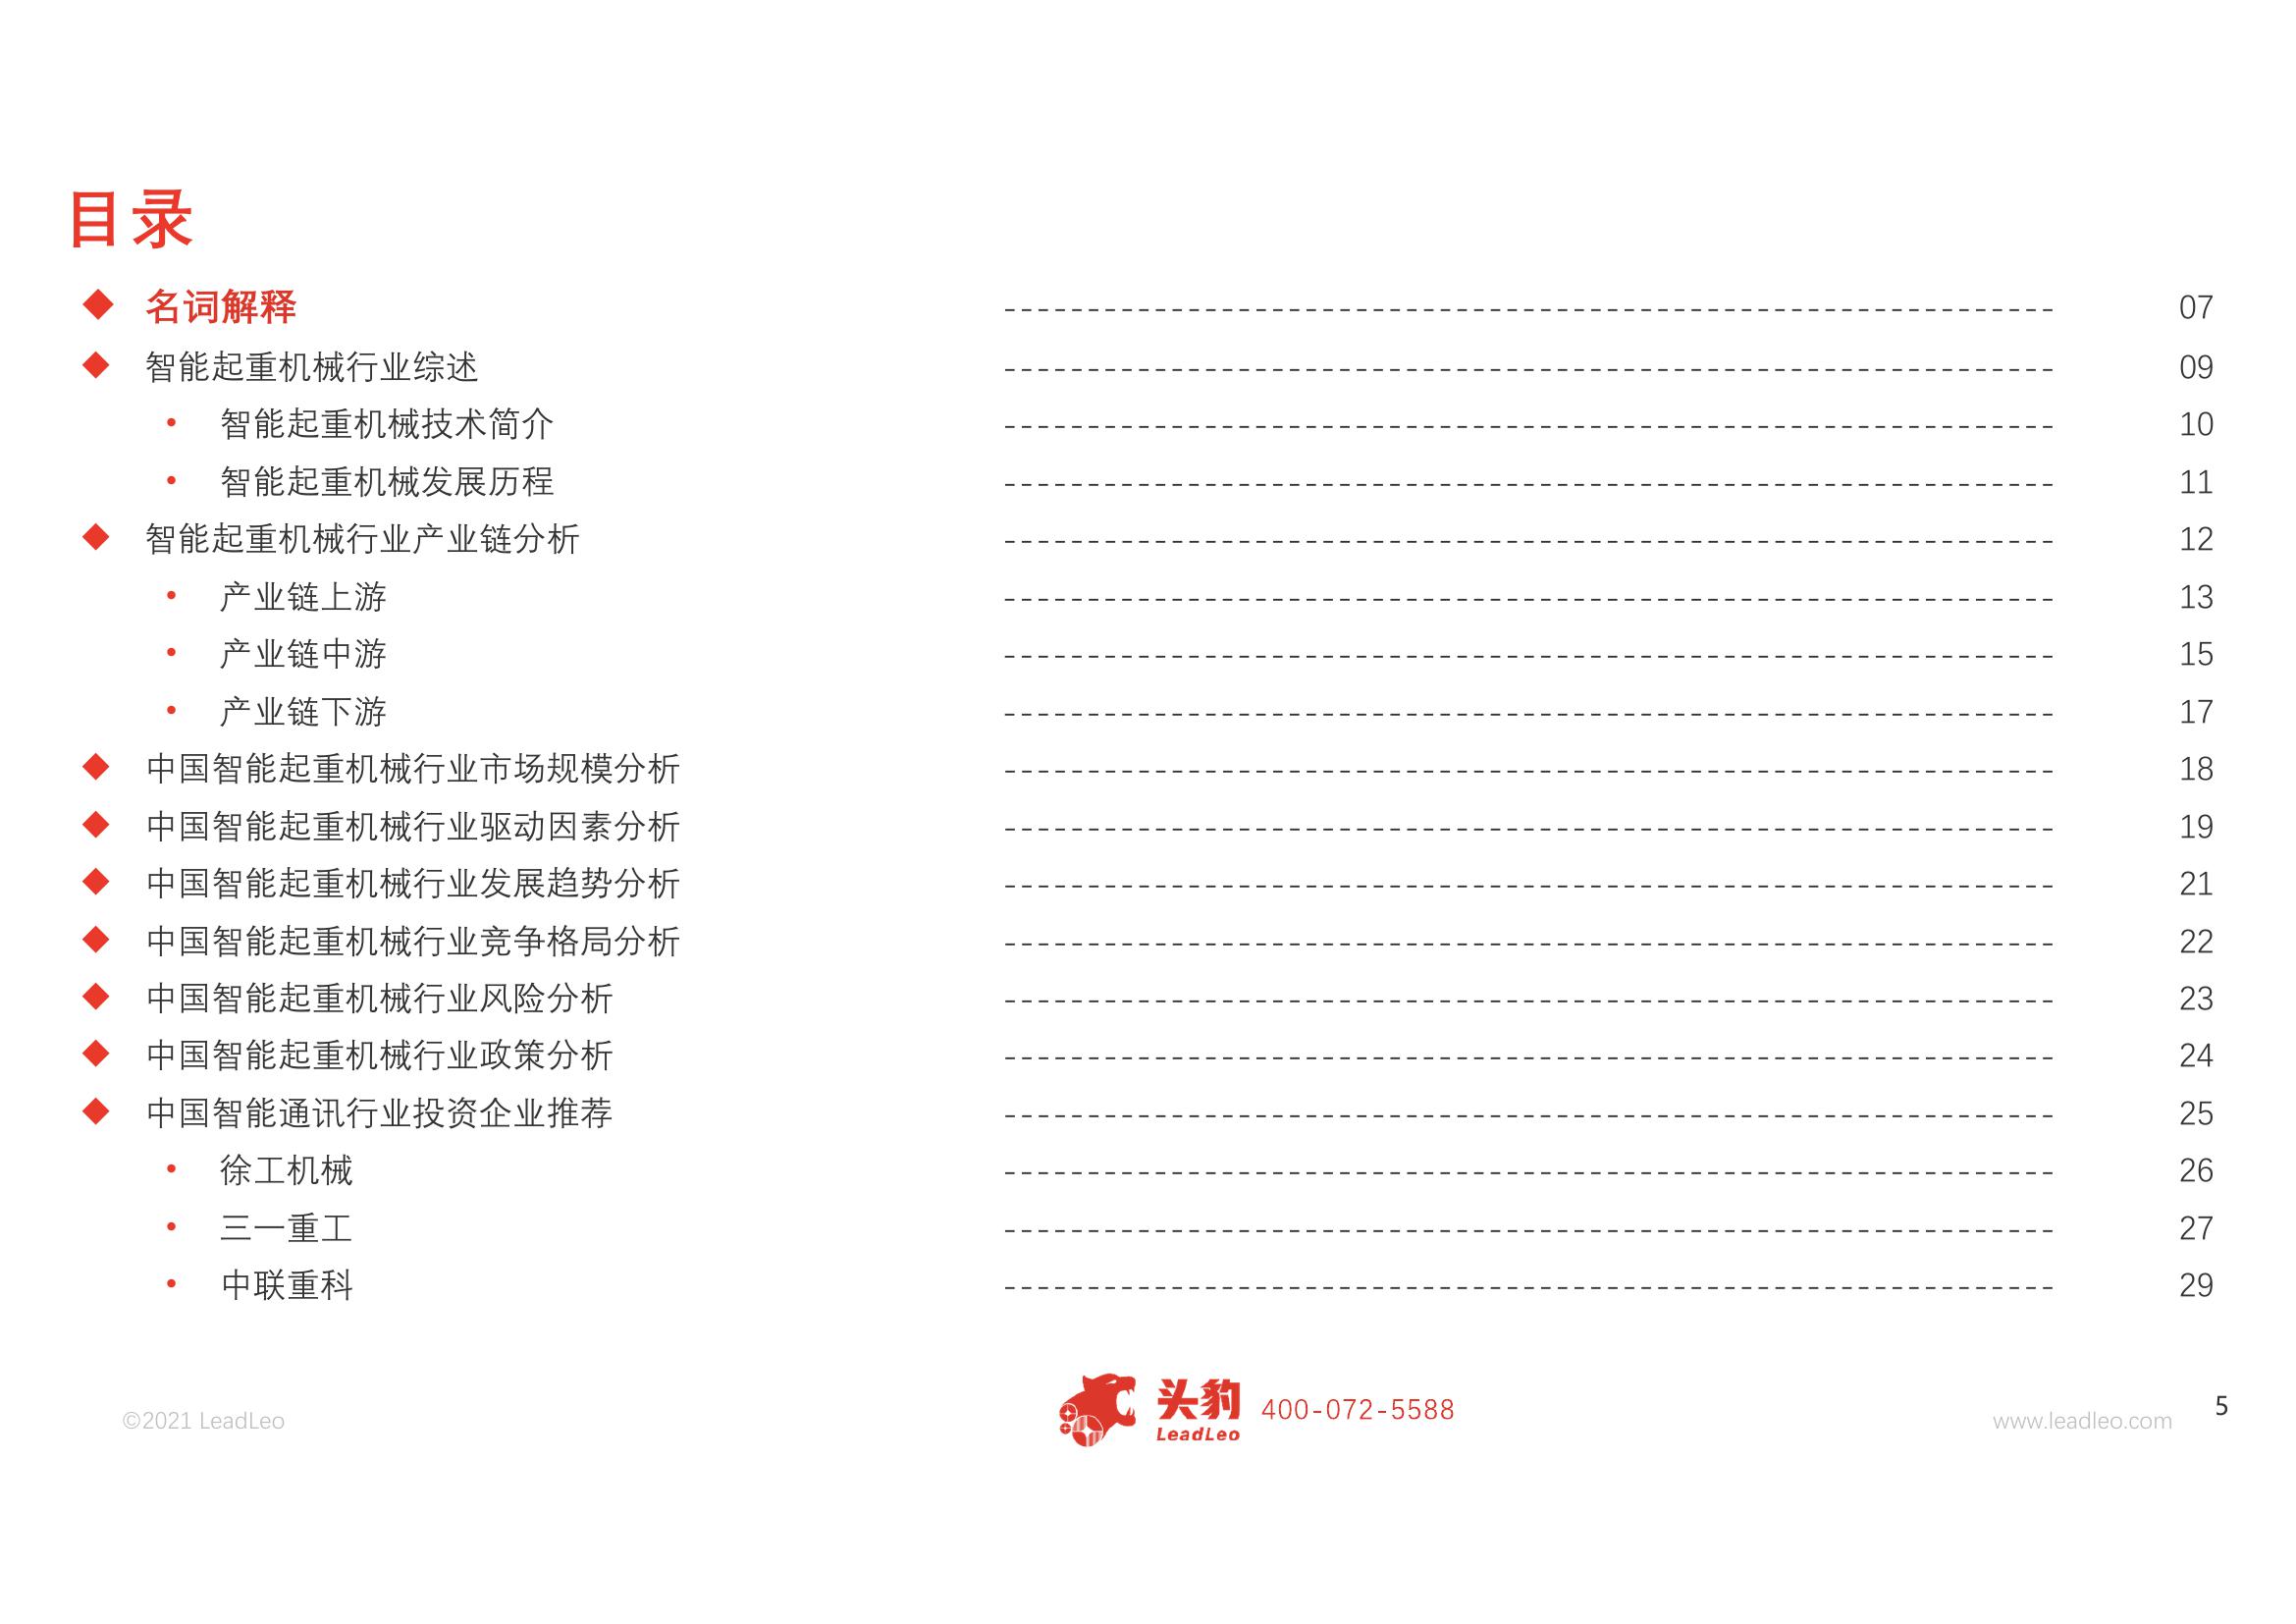 目录
◆ 名词解释 ---------------------------------------------------------------- 07
◆ 智能起重机械行业综述 ---------------------------------------------------------------- 09
• 智能起重机械技术简介 ---------------------------------------------------------------- 10
• 智能起重机械发展历程 ---------------------------------------------------------------- 11
◆ 智能起重机械行业产业链分析 ---------------------------------------------------------------- 12
• 产业链上游 ---------------------------------------------------------------- 13
• 产业链中游 ---------------------------------------------------------------- 15
• 产业链下游 ---------------------------------------------------------------- 17
◆ 中国智能起重机械行业市场规模分析 ---------------------------------------------------------------- 18
◆ 中国智能起重机械行业驱动因素分析 ---------------------------------------------------------------- 19
◆ 中国智能起重机械行业发展趋势分析 ---------------------------------------------------------------- 21
◆ 中国智能起重机械行业竞争格局分析 ---------------------------------------------------------------- 22
◆ 中国智能起重机械行业风险分析 ---------------------------------------------------------------- 23
◆ 中国智能起重机械行业政策分析 ---------------------------------------------------------------- 24
◆ 中国智能通讯行业投资企业推荐 ---------------------------------------------------------------- 25
• 徐工机械 ---------------------------------------------------------------- 26
• 三一重工 ---------------------------------------------------------------- 27
• 中联重科 ---------------------------------------------------------------- 29
©2021 LeadLeo
头豹
LeadLeo
400-072-5588
www.leadleo.com
5